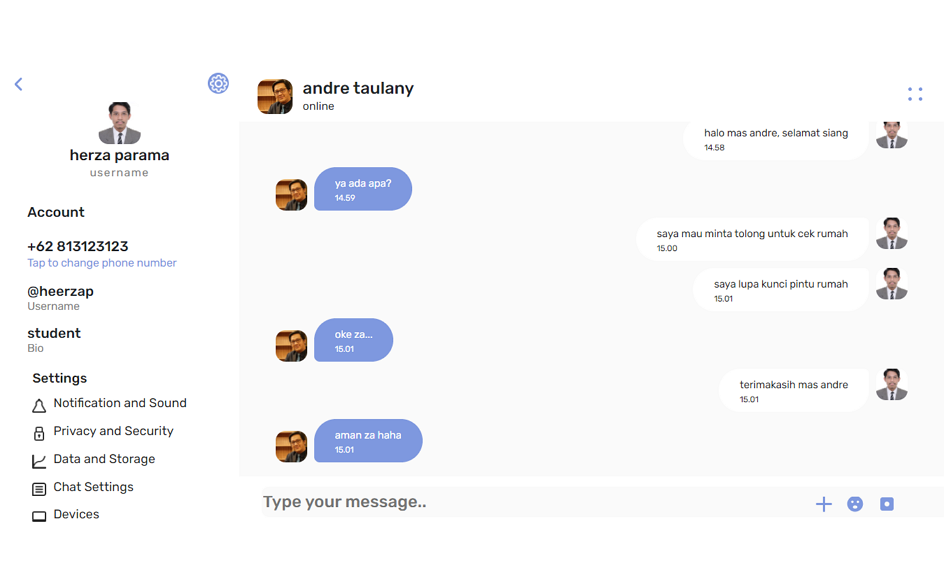 herza parama
username
Account
+62 813123123
Tap to change phone number
@heerzap
Username
student
Bio
Settings
Notification and Sound
Privacy and Security
Data and Storage
Chat Settings
Devices
andre taulany
online
halo mas andre, selamat siang
14.58
ya ada apa?
14.59
saya mau minta tolong untuk cek rumah
15.00
saya lupa kunci pintu rumah
15.01
oke za...
15.01
terimakasih mas andre
15.01
aman za haha
15.01
Type your message..